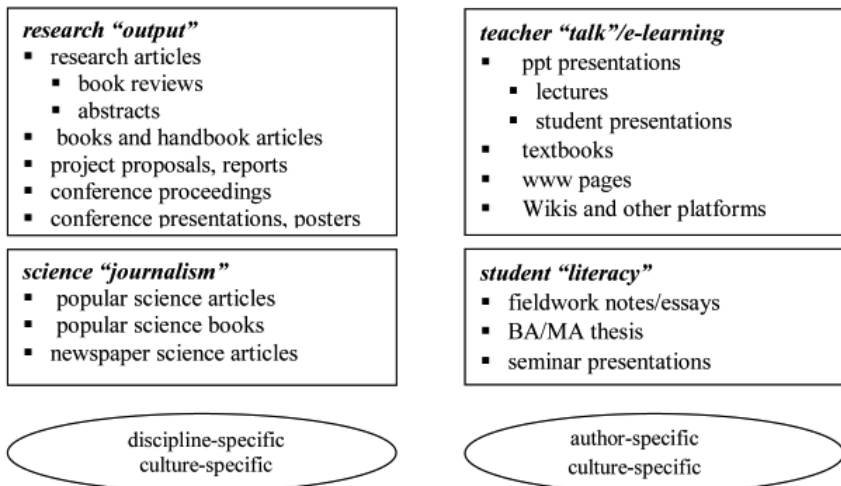 research “output”
▪ research articles
▪ book reviews
▪ abstracts
▪ books and handbook articles
▪ project proposals, reports
▪ conference proceedings
▪ conference presentations, posters
science “journalism”
▪ popular science articles
▪ popular science books
▪ newspaper science articles
discipline-specific
culture-specific
teacher “talk”/e-learning
▪ ppt presentations
▪ lectures
▪ student presentations
▪ textbooks
▪ www pages
▪ Wikis and other platforms
student “literacy”
▪ fieldwork notes/essays
▪ BA/MA thesis
▪ seminar presentations
author-specific
culture-specific